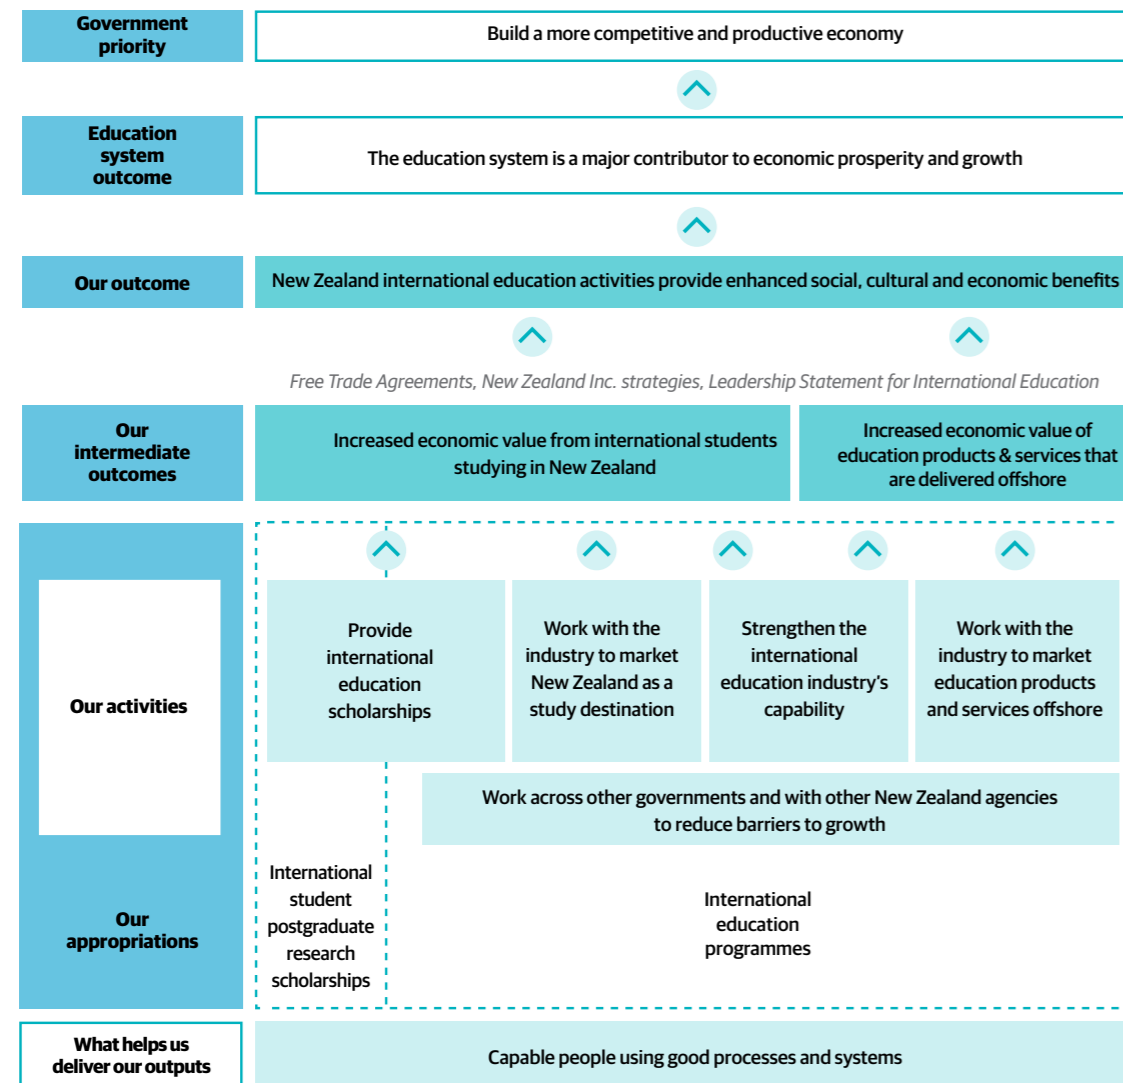 Government
priority
Build a more competitive and productive economy
Education
system
outcome
The education system is a major contributor to economic prosperity and growth
Our outcome
New Zealand international education activities provide enhanced social, cultural and economic benefits
Free Trade Agreements, New Zealand Inc. strategies, Leadership Statement for International Education
Our
intermediate
outcomes
Increased economic value from international students
studying in New Zealand
Increased economic value of
education products & services that
are delivered offshore
Our activities
Provide
international
education
scholarships
Work with the
industry to market
New Zealand as a
study destination
Strengthen the
international
education industry's
capability
Work with the
industry to market
education products
and services offshore
Work across other governments and with other New Zealand agencies
to reduce barriers to growth
Our
appropriations
International
student
postgraduate
research
scholarships
International
education
programmes
What helps us
deliver our outputs
Capable people using good processes and systems